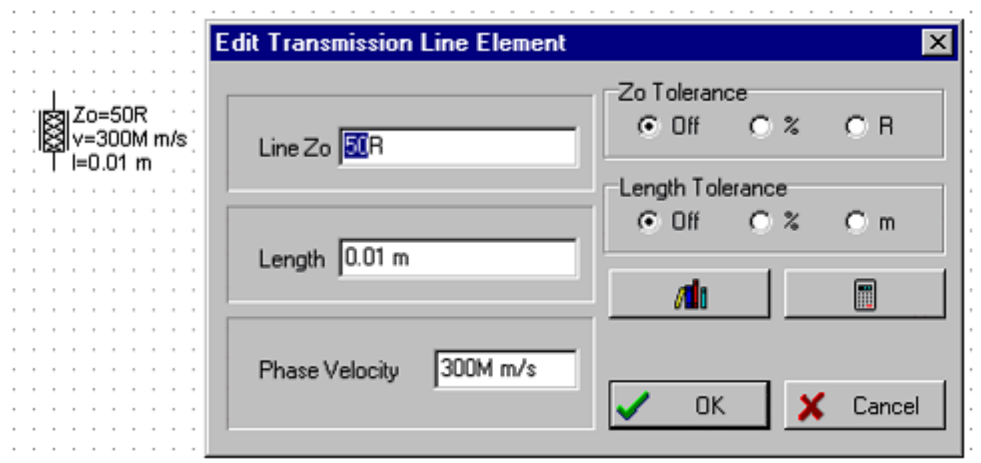 Zo=50R
v=300M m/s
l=0.01 m
Edit Transmission Line Element
Line Zo 50R
Length 0.01 m
Phase Velocity 300M m/s
Zo Tolerance
Off % R
Length Tolerance
Off % m
OK Cancel